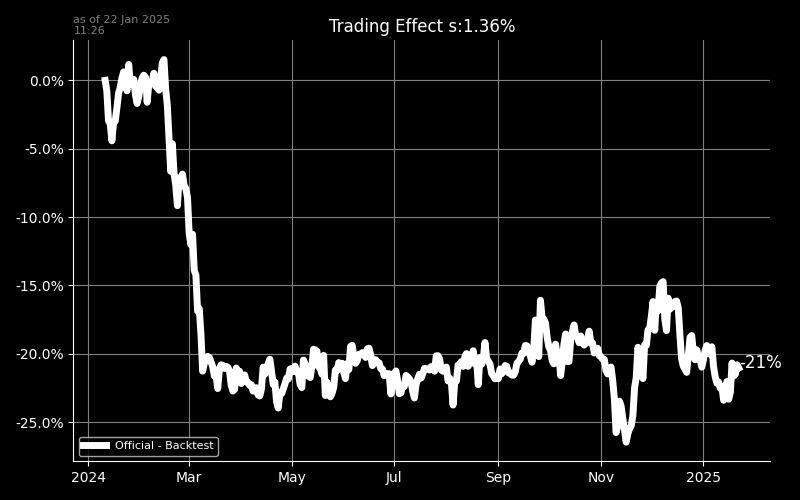 as of 22 Jan 2025
11:26
Trading Effect s:1.36%
0.0%
-5.0%
-10.0%
-15.0%
-20.0%
-25.0%
-21%
Official - Backtest
2024 Mar May Jul Sep Nov 2025